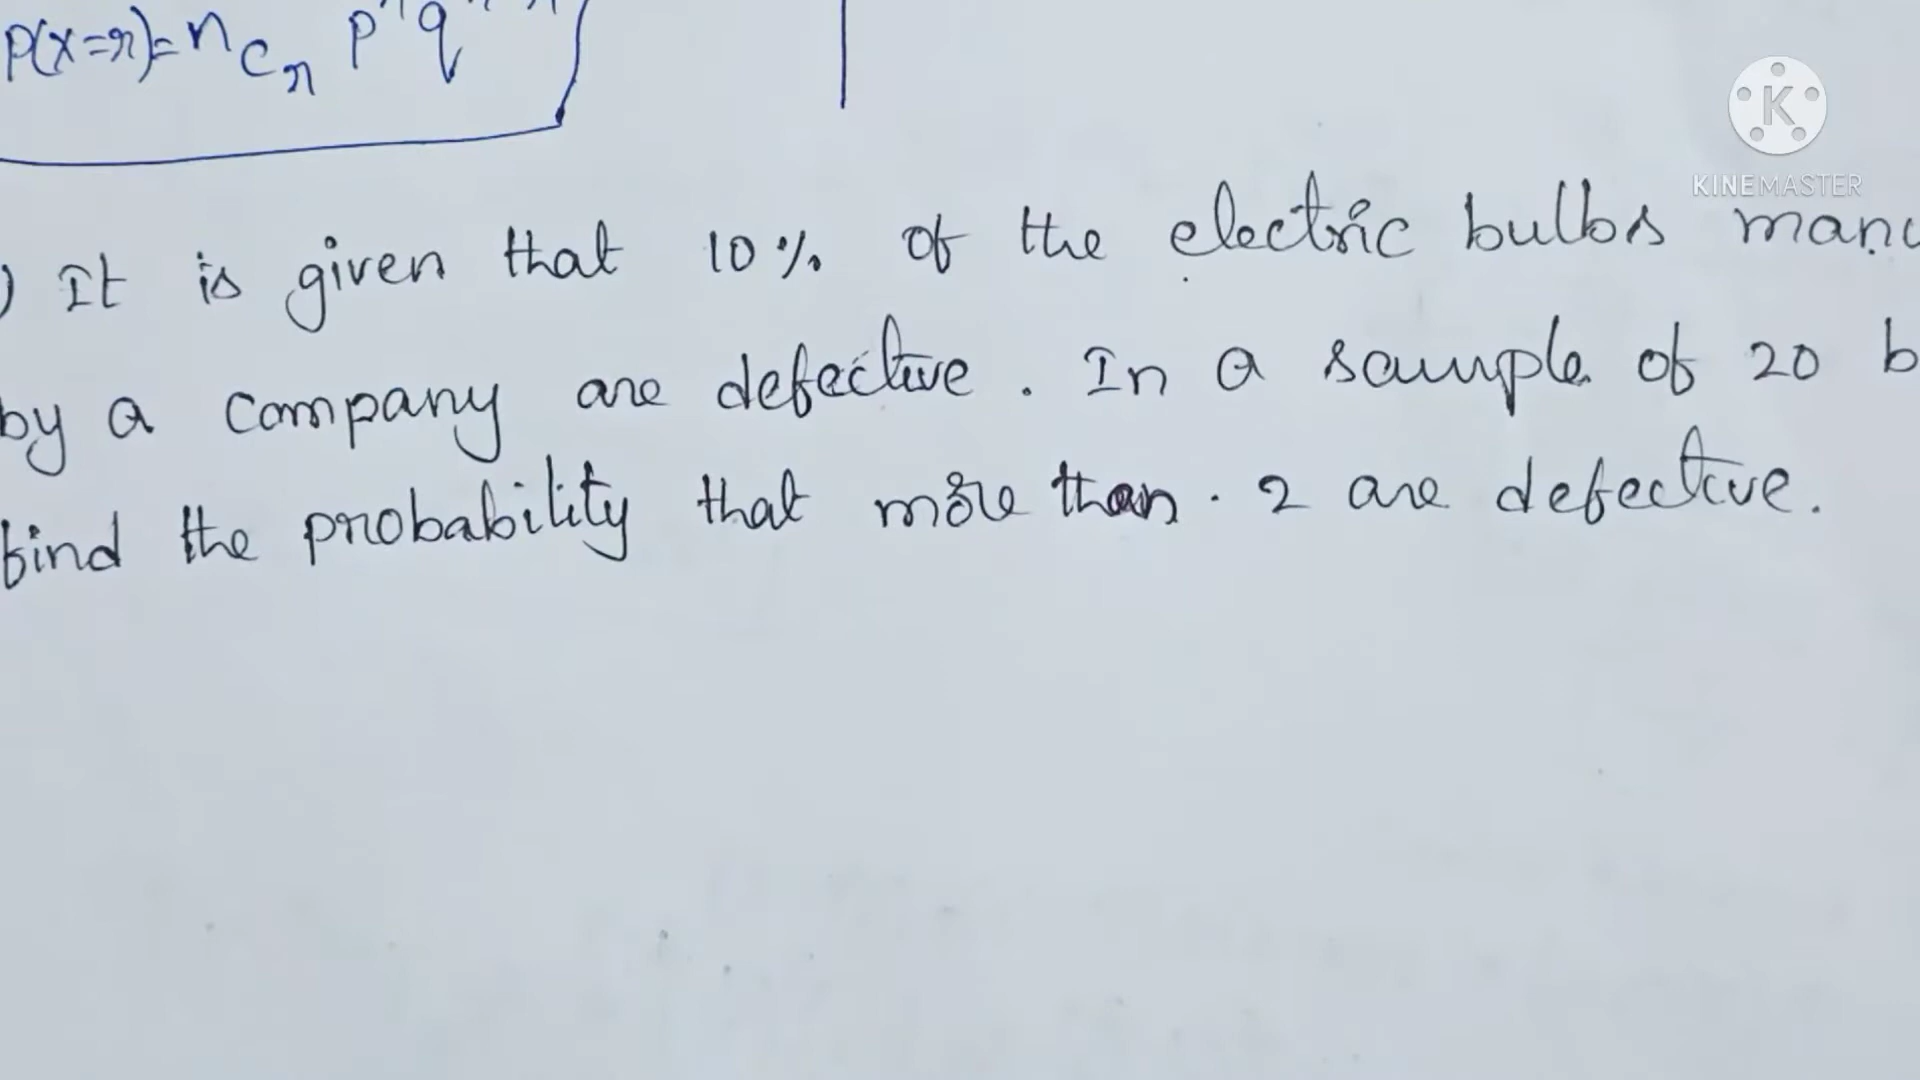 P(X=r)=nCr p^r q
K
KINEMASTER
) It is given that 10% of the electric bulbs manu
by a company are defective. In a sample of 20 b
find the probability that more than 2 are defective.